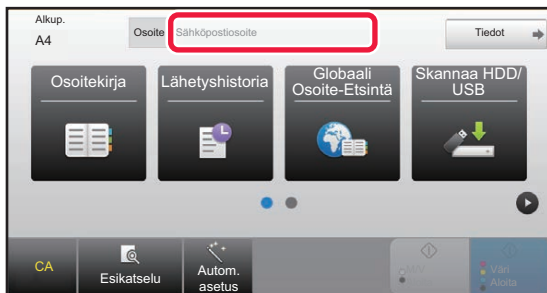 Alkup.
A4
Osoite
Sähköpostiosoite
Tiedot
Osoitekirja
Lähetyshistoria
Globaali
Osoite-Etsintä
Skannaa HDD/
USB
CA
Esikatselu
Autom.
asetus
M/V
Väri
Aloita